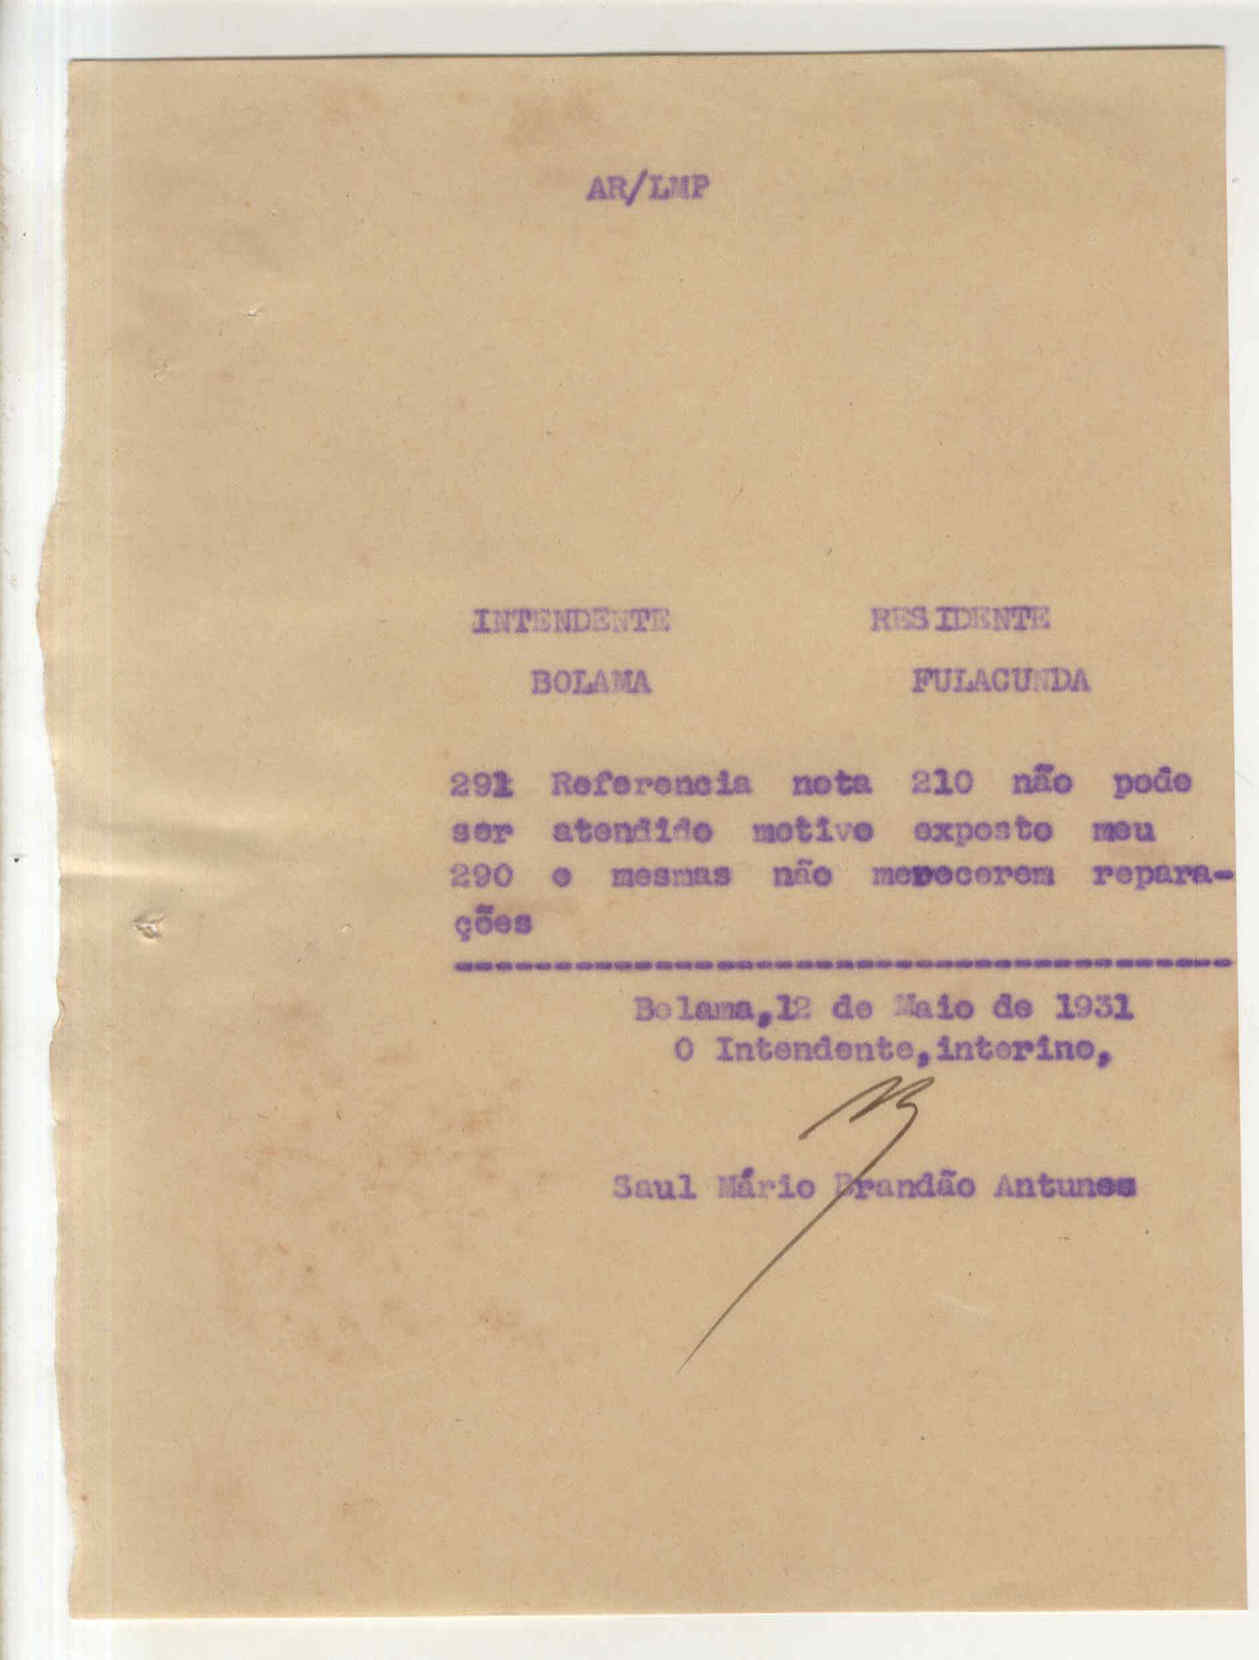 AR/LMP
INTENDENTE RESIDENTE
BOLAMA FULACUNDA
291 Referencia nota 210 não pode
ser atendido motivo exposto meu
290 e mesmas não merecerem repara-
ções
---------------------------------------
Bolama,12 de Maio de 1931
O Intendente,interino,
Saul Mário Brandão Antunes